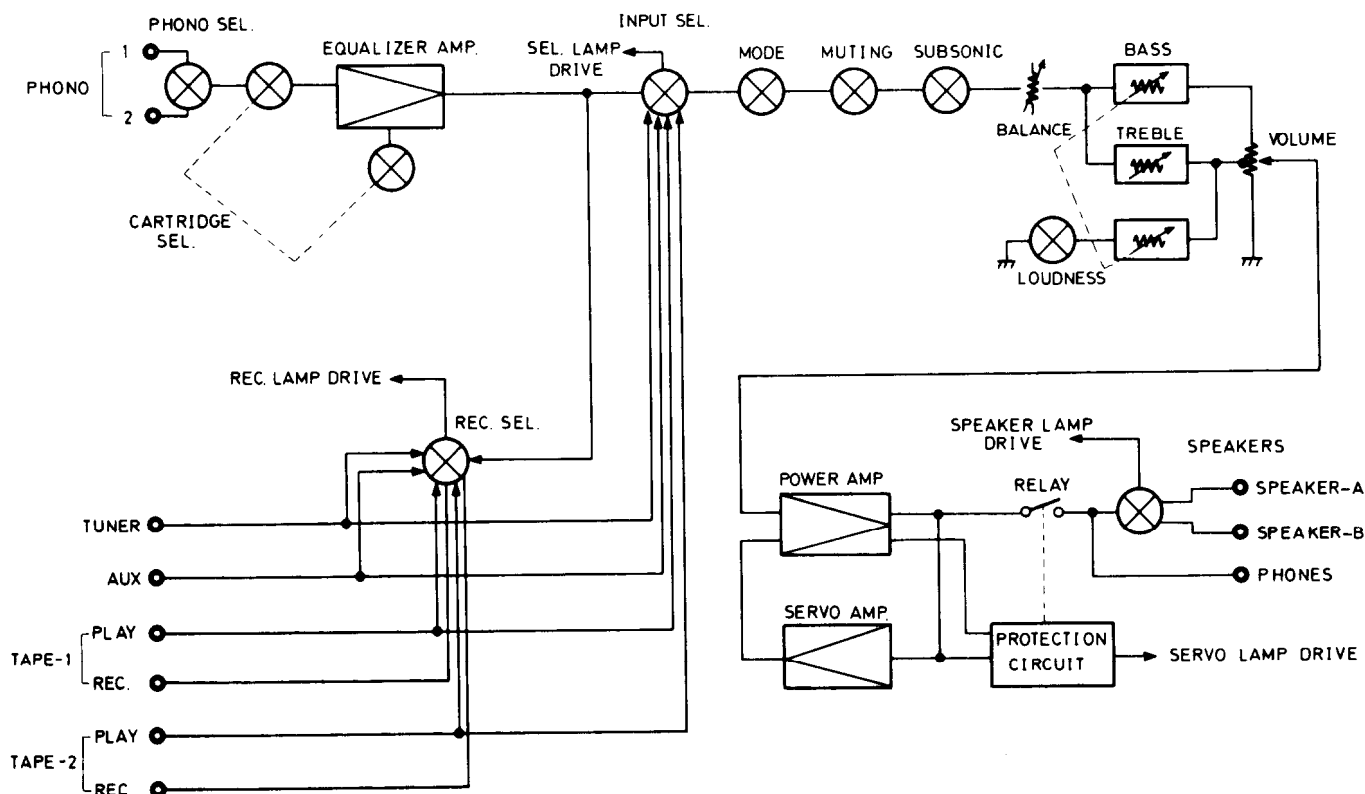 PHONO SEL.
PHONO
1
2
EQUALIZER AMP.
CARTRIDGE
SEL.
INPUT SEL.
SEL. LAMP
DRIVE
MODE
MUTING
SUBSONIC
BALANCE
BASS
TREBLE
VOLUME
LOUDNESS
REC. LAMP DRIVE
REC. SEL.
TUNER
AUX
TAPE-1
PLAY
REC.
TAPE-2
PLAY
REC
POWER AMP
SERVO AMP.
RELAY
SPEAKER LAMP
DRIVE
SPEAKERS
SPEAKER-A
SPEAKER-B
PHONES
PROTECTION
CIRCUIT
SERVO LAMP DRIVE